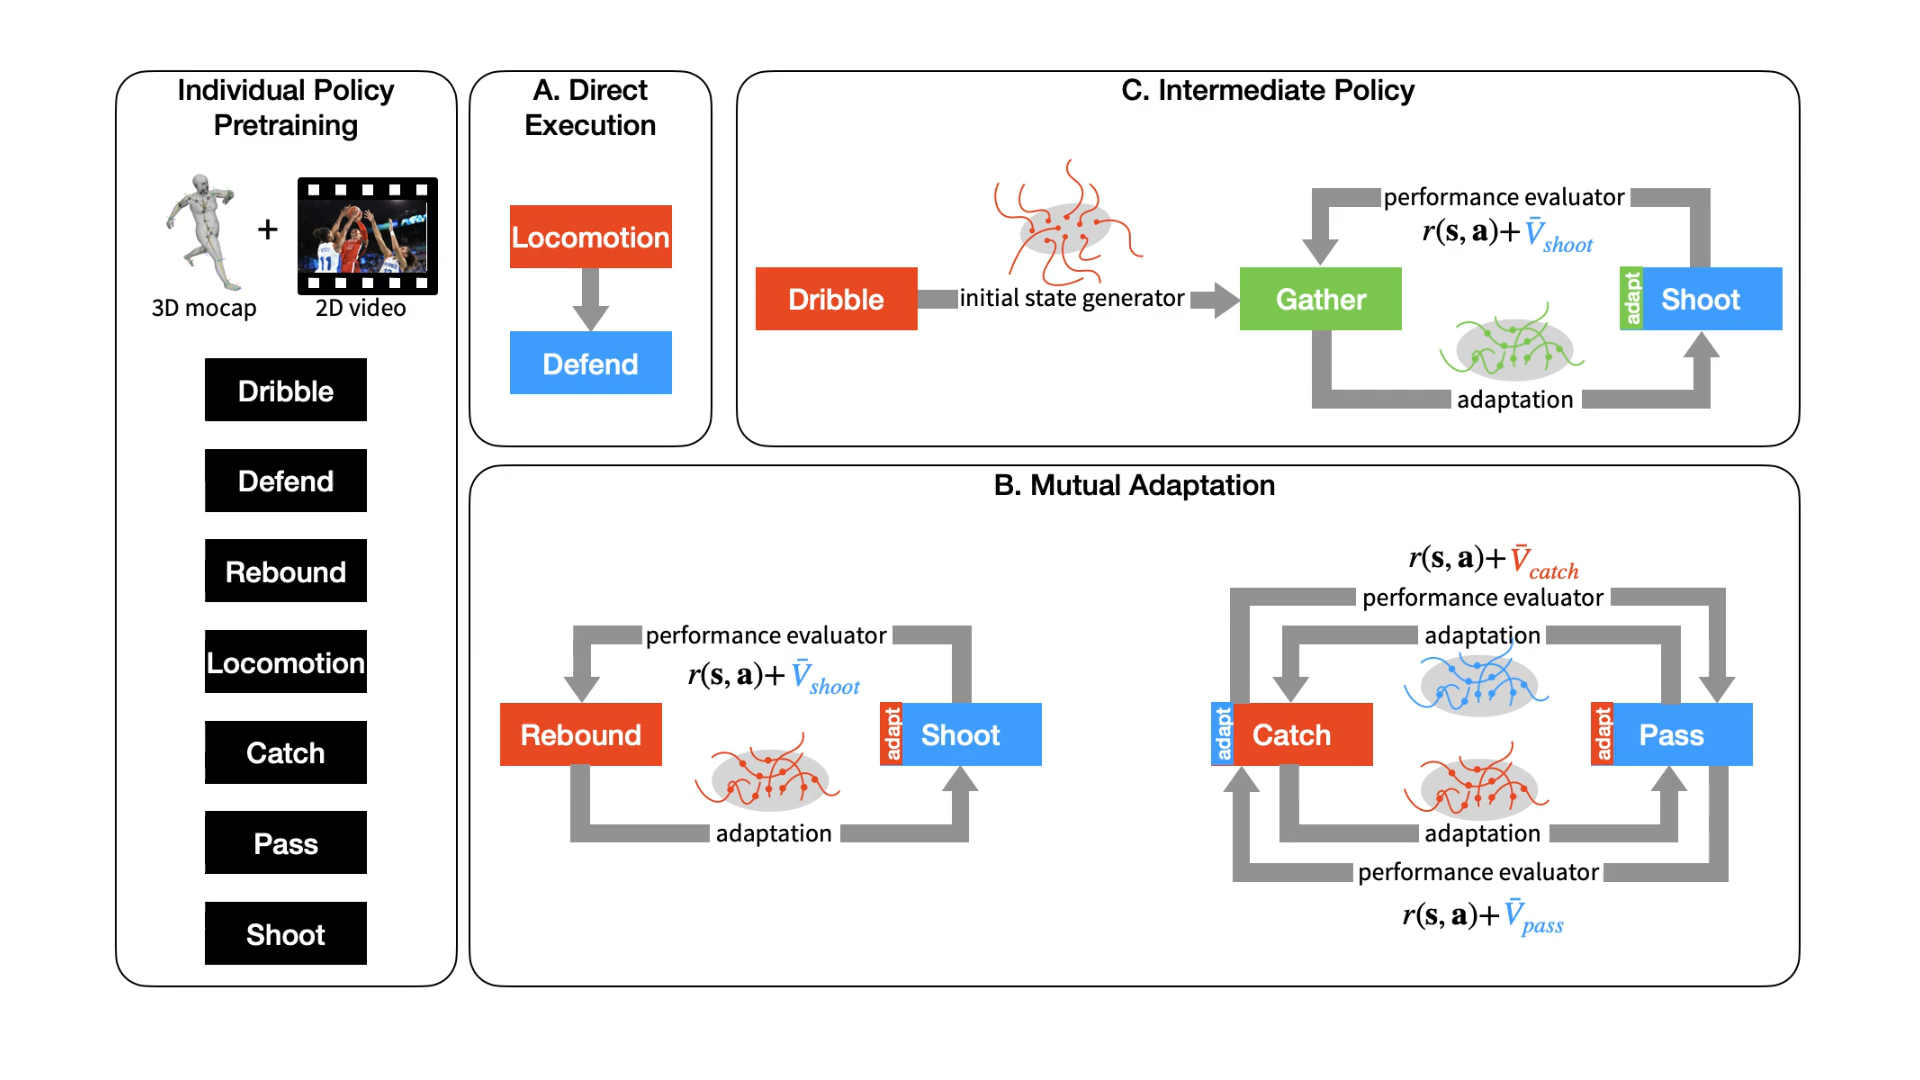 Individual Policy
Pretraining
3D mocap
+
2D video
11
Dribble
Defend
Rebound
Locomotion
Catch
Pass
Shoot
A. Direct
Execution
Locomotion
Defend
C. Intermediate Policy
Dribble
initial state generator
Gather
performance evaluator
r(s, a)+V̄shoot
adapt
Shoot
adaptation
B. Mutual Adaptation
performance evaluator
r(s, a)+V̄shoot
Rebound
adapt
Shoot
adaptation
r(s, a)+V̄catch
performance evaluator
adaptation
adapt
Catch
adapt
Pass
adaptation
performance evaluator
r(s, a)+V̄pass